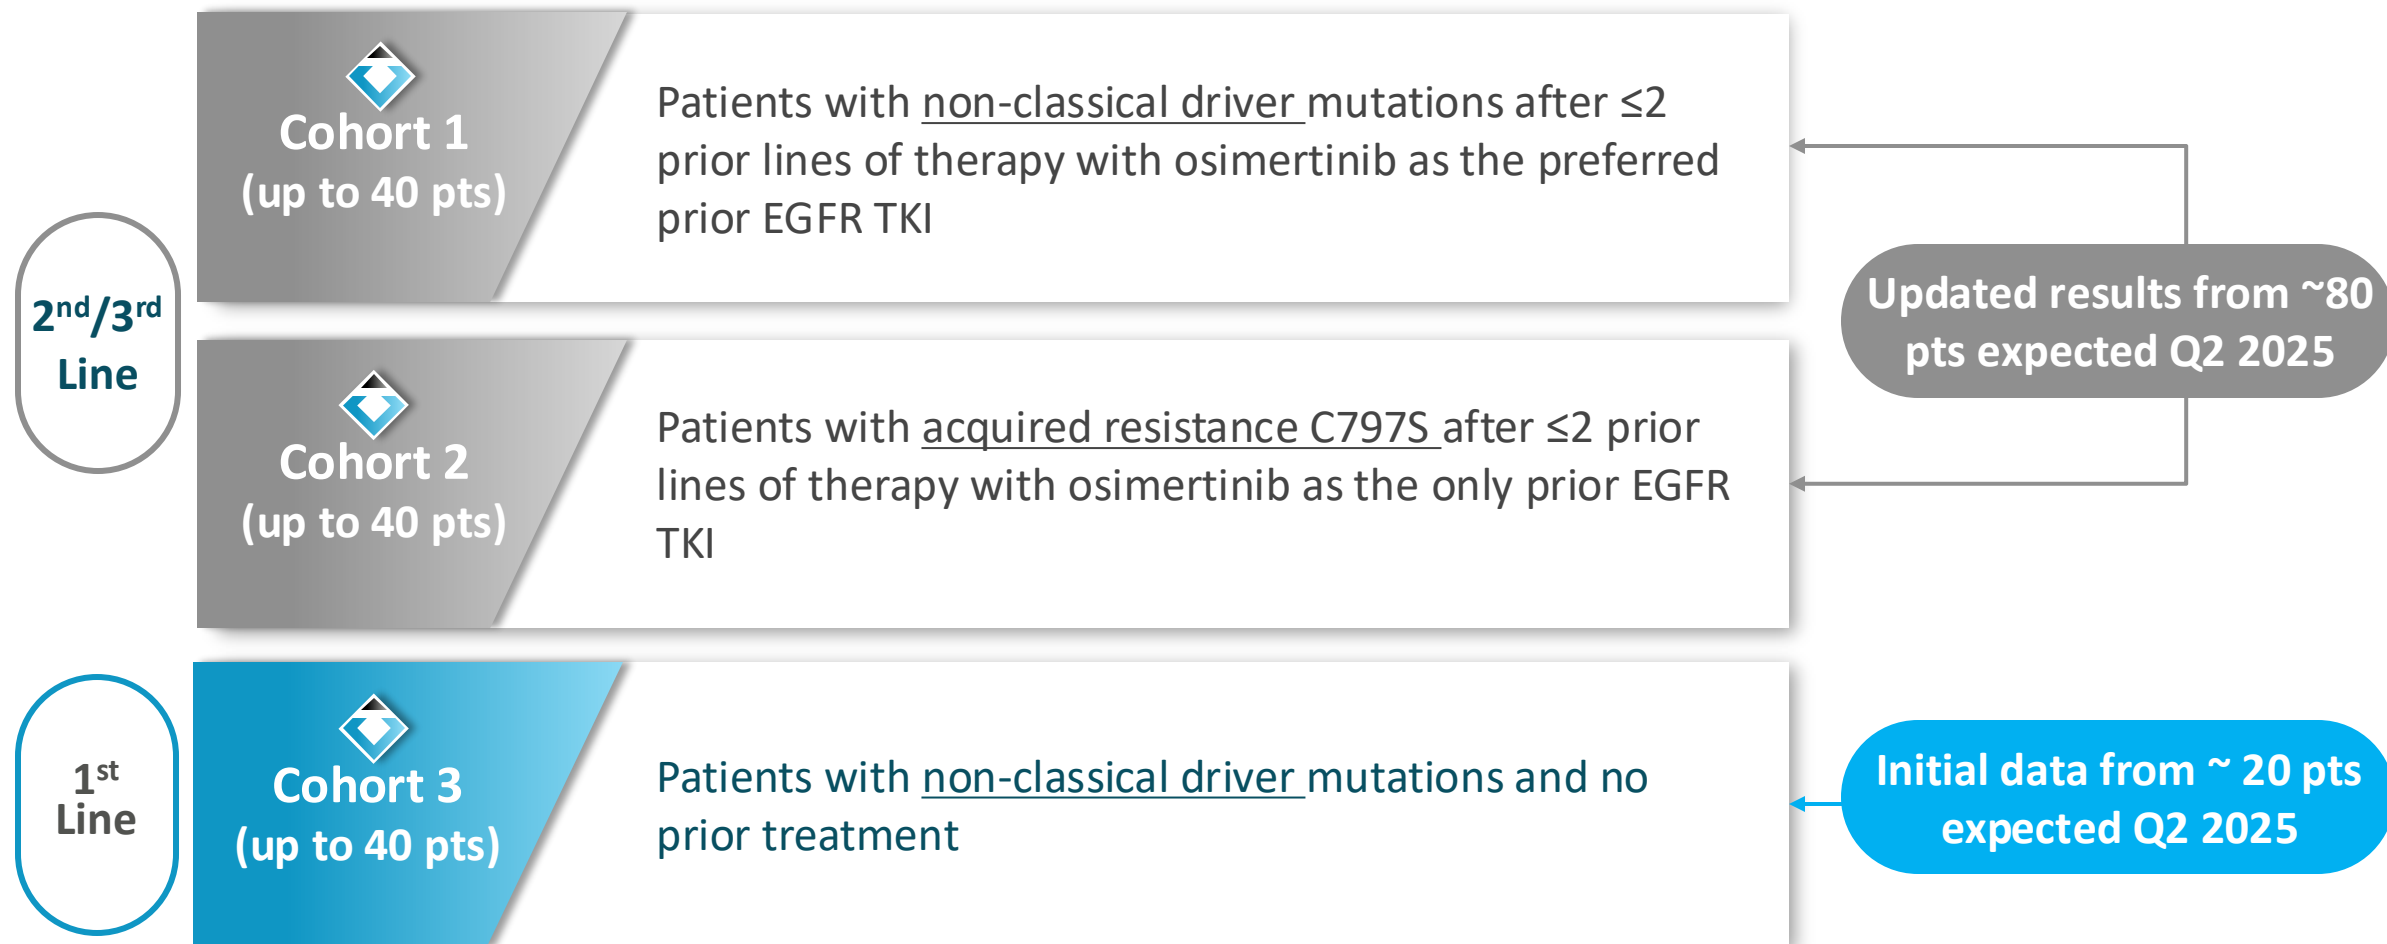 2nd/3rd
Line
Cohort 1
(up to 40 pts)
Patients with non-classical driver mutations after ≤2
prior lines of therapy with osimertinib as the preferred
prior EGFR TKI
Cohort 2
(up to 40 pts)
Patients with acquired resistance C797S after ≤2 prior
lines of therapy with osimertinib as the only prior EGFR
TKI
Updated results from ~80
pts expected Q2 2025
1st
Line
Cohort 3
(up to 40 pts)
Patients with non-classical driver mutations and no
prior treatment
Initial data from ~ 20 pts
expected Q2 2025